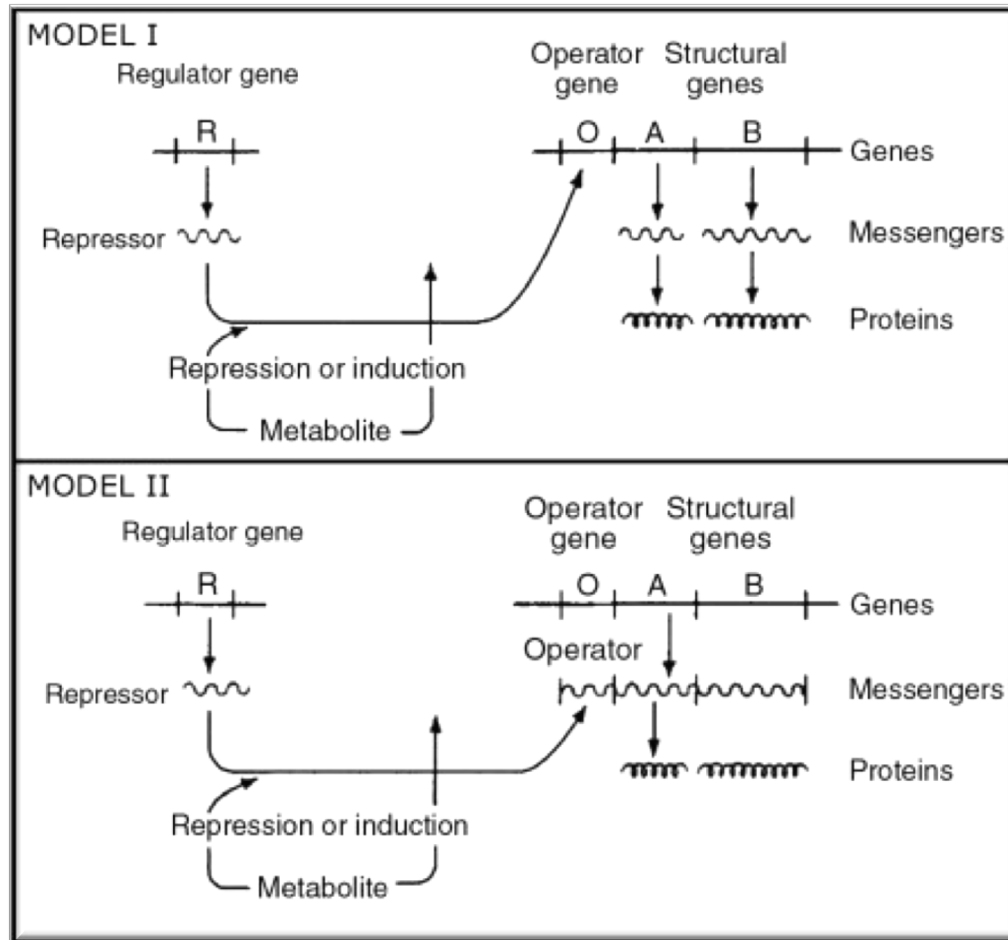 MODEL I
Regulator gene
Operator gene
Structural genes
R
O
A
B
Genes
Repressor
Messengers
Proteins
Repression or induction
Metabolite
MODEL II
Regulator gene
Operator gene
Structural genes
R
O
A
B
Genes
Operator
Repressor
Messengers
Proteins
Repression or induction
Metabolite